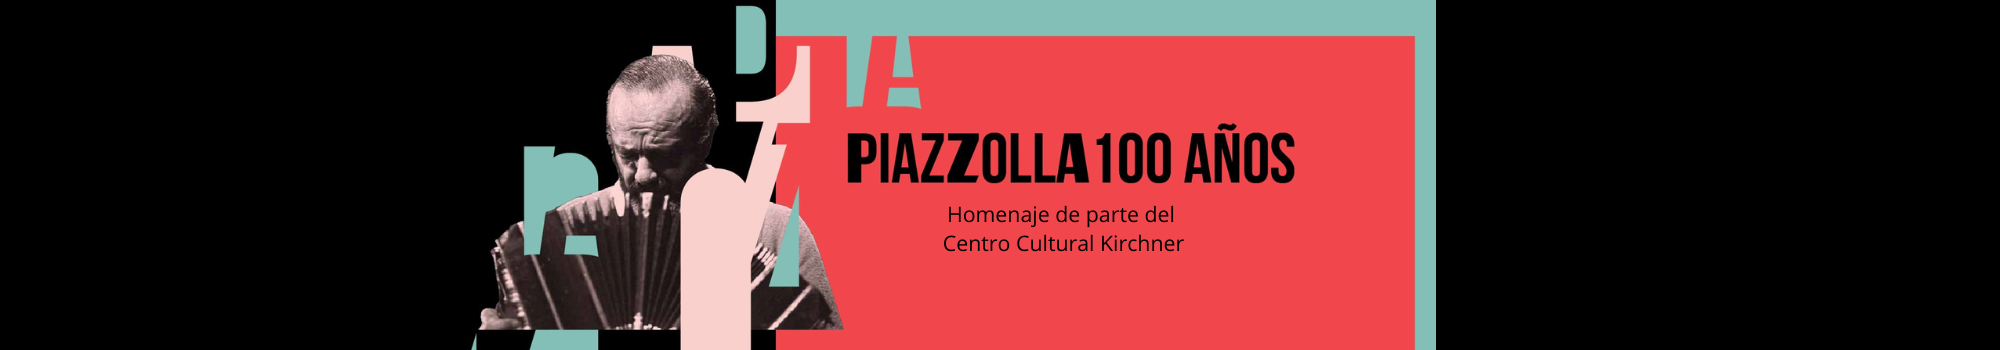 PIAZZOLLA 100 AÑOS
Homenaje de parte del
Centro Cultural Kirchner